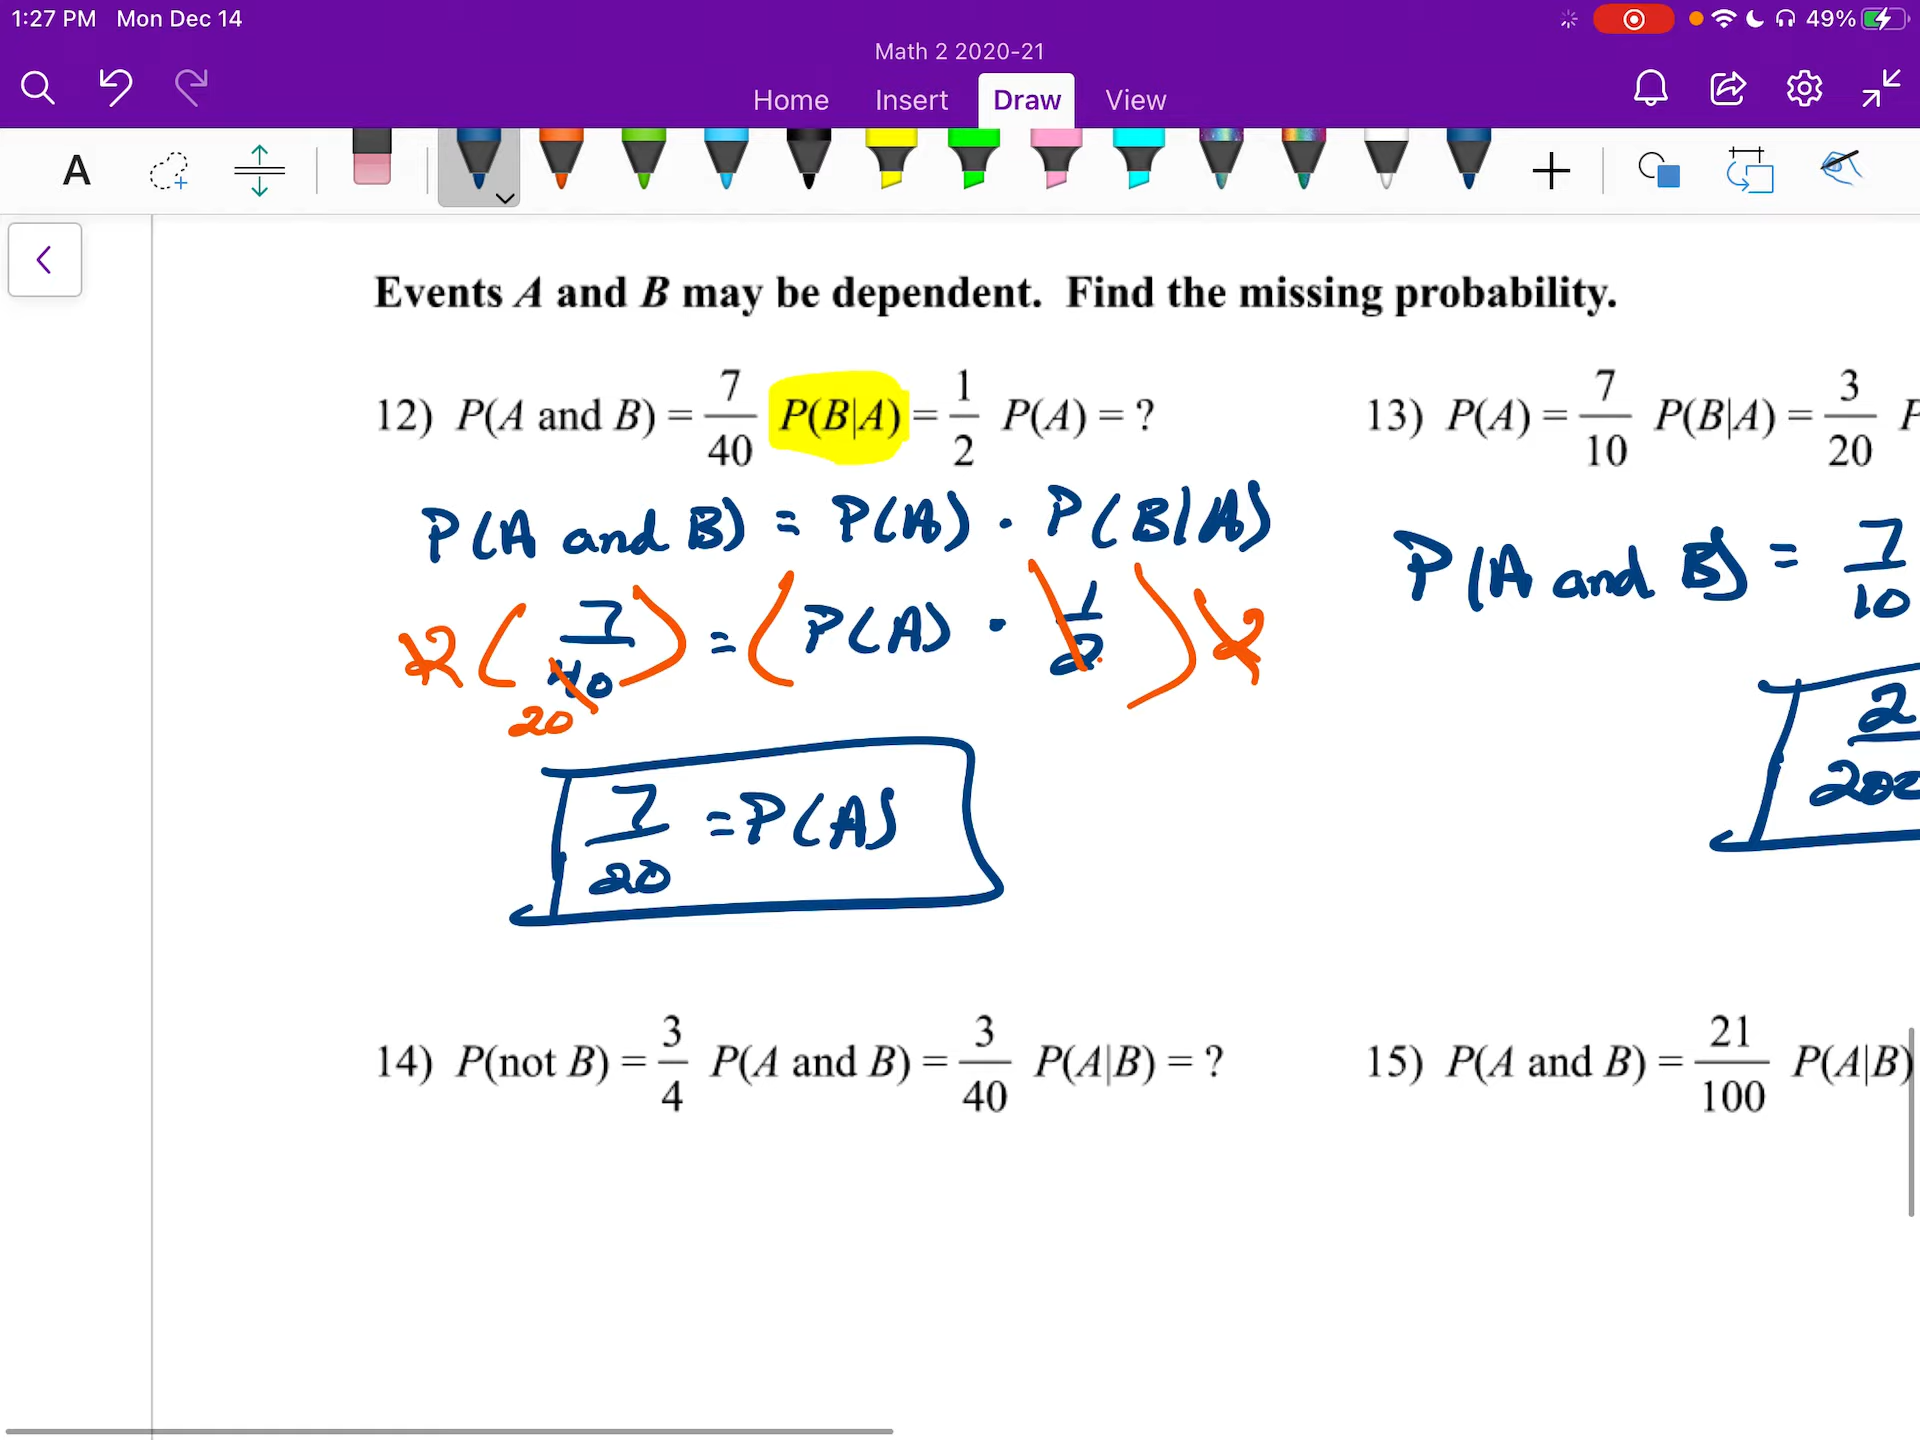 1:27 PM Mon Dec 14
49%
Math 2 2020-21
Home Insert Draw View
A
Events A and B may be dependent. Find the missing probability.
12) P(A and B) = 7/40 P(B|A) = 1/2 P(A) = ?
P(A and B) = P(A) · P(B|A)
2 ( 7/40 ) = ( P(A) · 1/2 ) 2
20
7/20 = P(A)
13) P(A) = 7/10 P(B|A) = 3/20 P
P(A and B) = 7/10
14) P(not B) = 3/4 P(A and B) = 3/40 P(A|B) = ?
15) P(A and B) = 21/100 P(A|B)